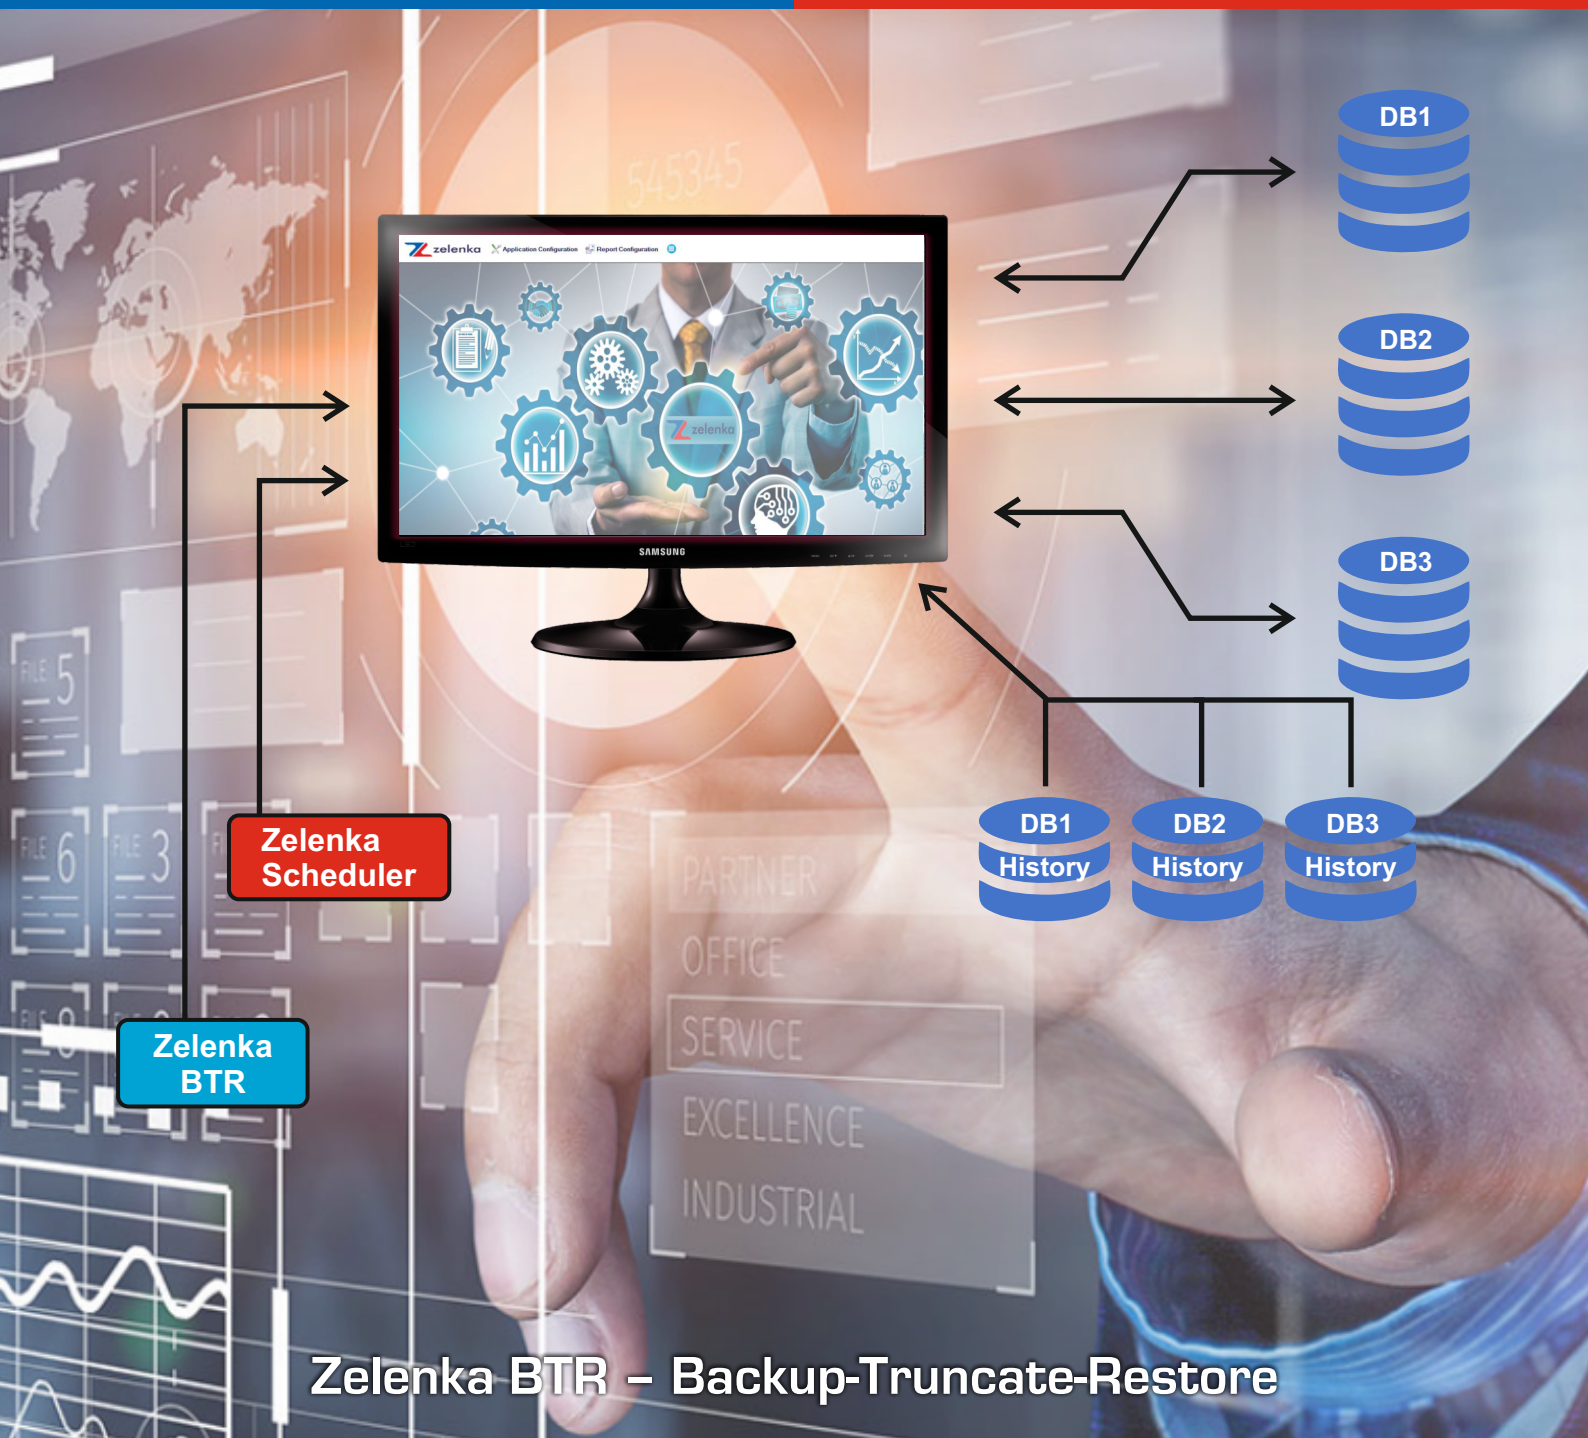 545345
DB1
zelenka Application Configuration Report Configuration
DB2
zelenka
SAMSUNG
DB3
FILE 5
DB1 DB2 DB3
History History History
Zelenka
Scheduler
FILE 6
FILE 3
PARTNER
OFFICE
SERVICE
Zelenka
BTR
EXCELLENCE
INDUSTRIAL
Zelenka BTR – Backup-Truncate-Restore